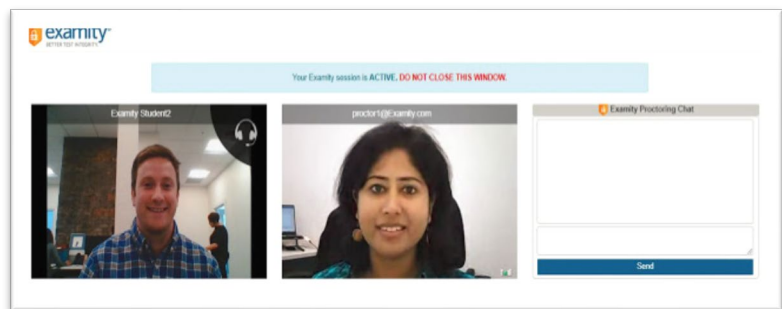 examity
BETTER TEST INTEGRITY
Your Examity session is ACTIVE. DO NOT CLOSE THIS WINDOW.
Examity Student2
proctor1@Examity.com
Examity Proctoring Chat
Send